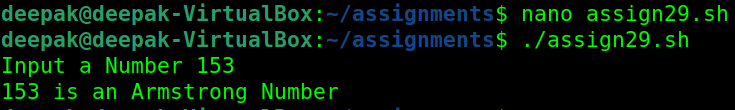 deepak@deepak-VirtualBox:~/assignments$ nano assign29.sh
deepak@deepak-VirtualBox:~/assignments$ ./assign29.sh
Input a Number 153
153 is an Armstrong Number